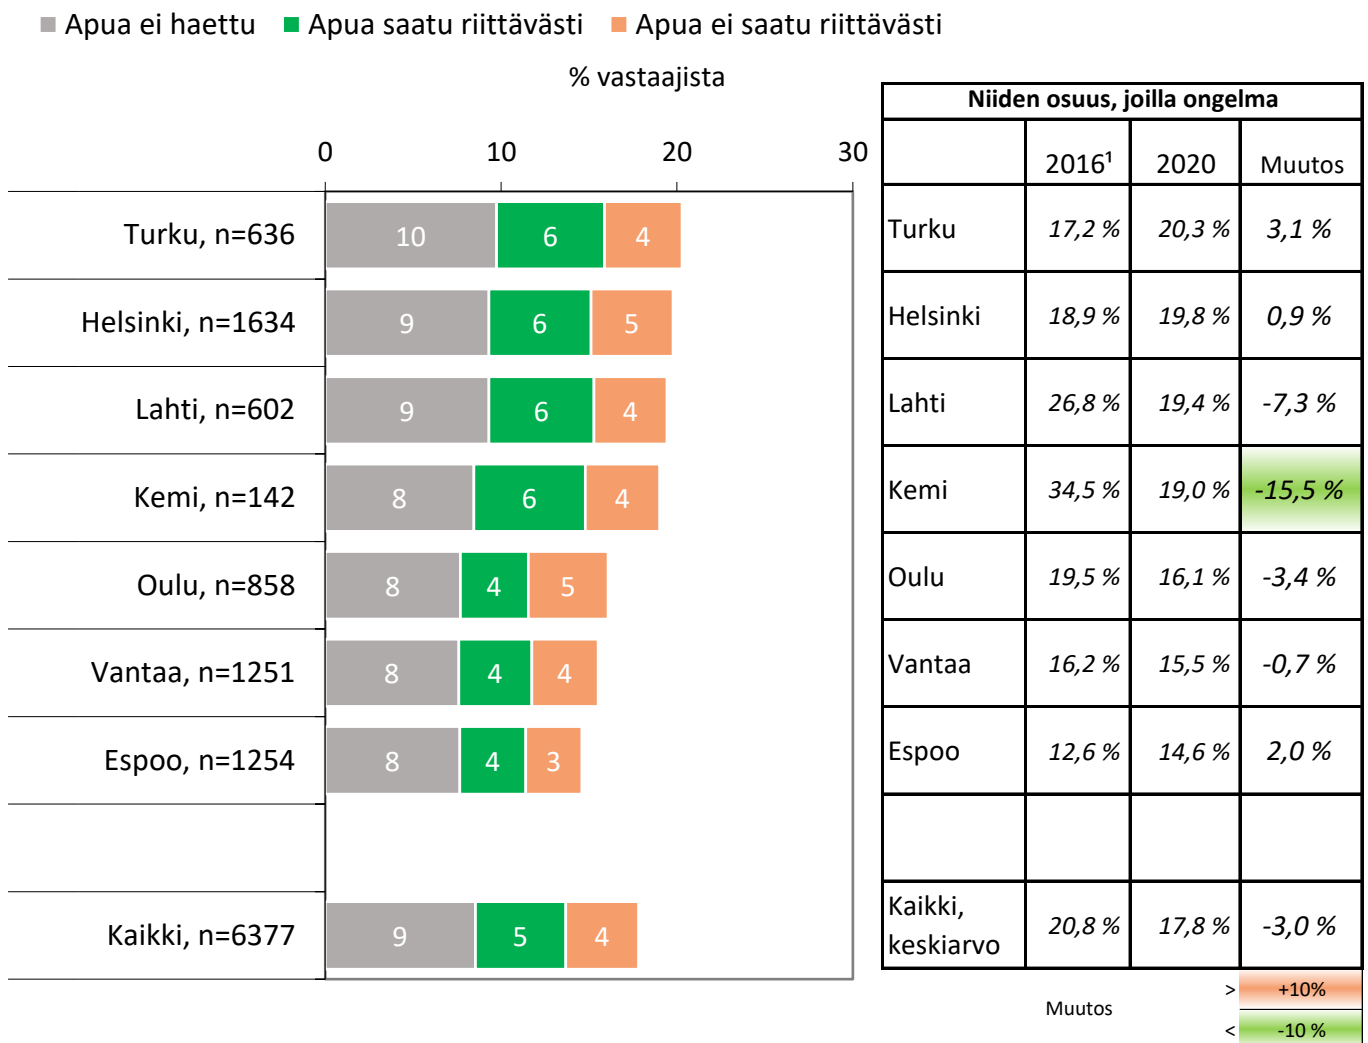 Apua ei haettu Apua saatu riittävästi Apua ei saatu riittävästi
% vastaajista
0 10 20 30
Turku, n=636 10 6 4
Helsinki, n=1634 9 6 5
Lahti, n=602 9 6 4
Kemi, n=142 8 6 4
Oulu, n=858 8 4 5
Vantaa, n=1251 8 4 4
Espoo, n=1254 8 4 3
Kaikki, n=6377 9 5 4
Niiden osuus, joilla ongelma
2016¹ 2020 Muutos
Turku 17,2 % 20,3 % 3,1 %
Helsinki 18,9 % 19,8 % 0,9 %
Lahti 26,8 % 19,4 % -7,3 %
Kemi 34,5 % 19,0 % -15,5 %
Oulu 19,5 % 16,1 % -3,4 %
Vantaa 16,2 % 15,5 % -0,7 %
Espoo 12,6 % 14,6 % 2,0 %
Kaikki,
keskiarvo 20,8 % 17,8 % -3,0 %
Muutos
> +10%
< -10 %